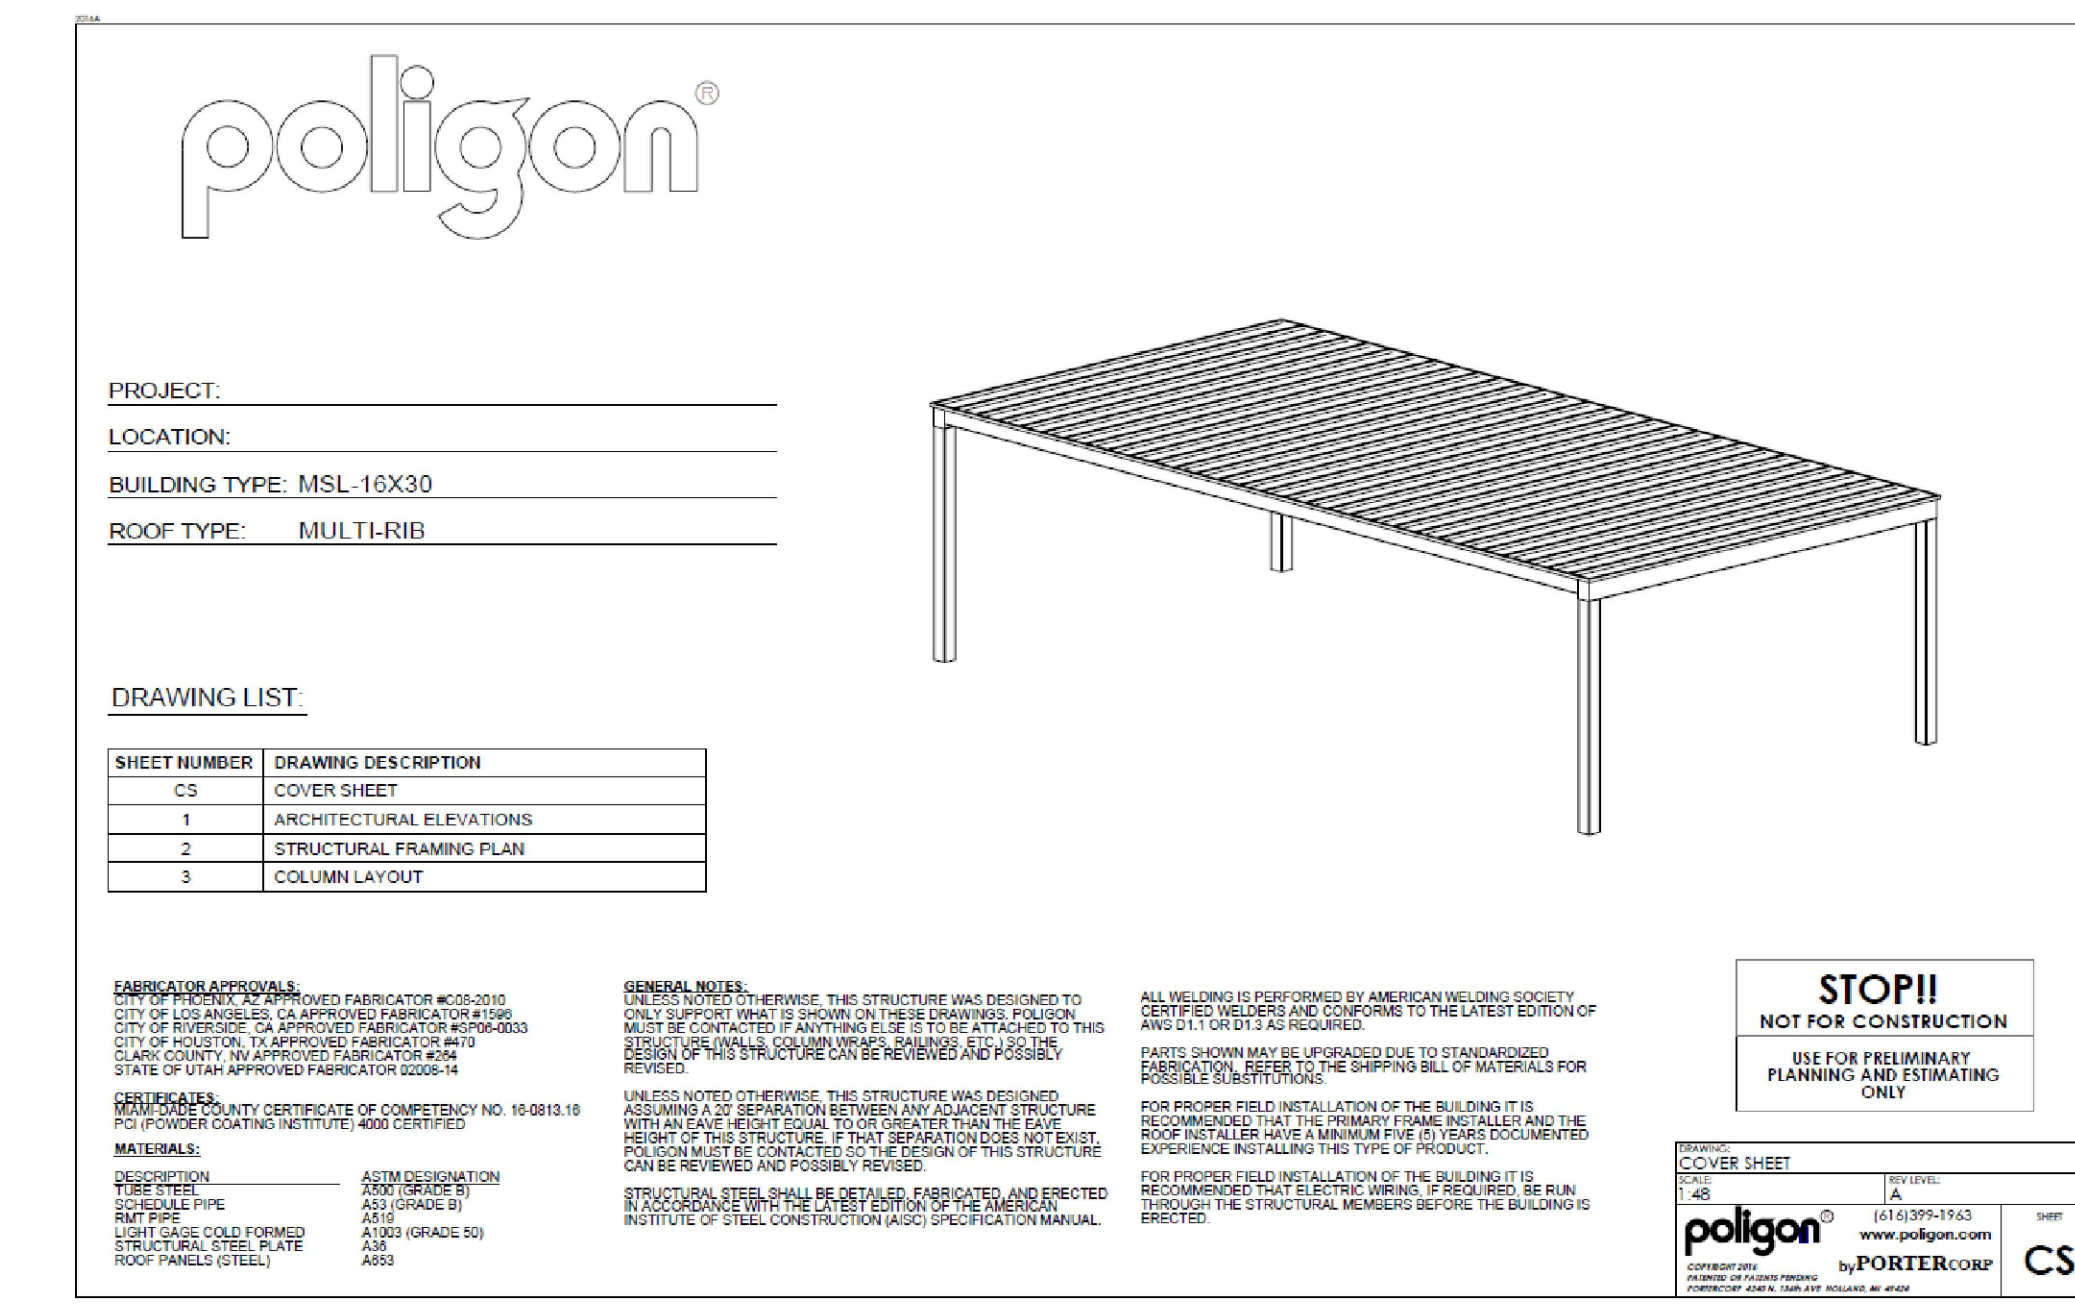 2016A
poligon®
PROJECT:
LOCATION:
BUILDING TYPE: MSL-16X30
ROOF TYPE: MULTI-RIB
DRAWING LIST:
SHEET NUMBER DRAWING DESCRIPTION
CS COVER SHEET
1 ARCHITECTURAL ELEVATIONS
2 STRUCTURAL FRAMING PLAN
3 COLUMN LAYOUT
FABRICATOR APPROVALS:
CITY OF PHOENIX, AZ APPROVED FABRICATOR #C08-2010
CITY OF LOS ANGELES, CA APPROVED FABRICATOR #1596
CITY OF RIVERSIDE, CA APPROVED FABRICATOR #SP06-0033
CITY OF HOUSTON, TX APPROVED FABRICATOR #470
CLARK COUNTY, NV APPROVED FABRICATOR #264
STATE OF UTAH APPROVED FABRICATOR 02008-14
CERTIFICATES:
MIAMI-DADE COUNTY CERTIFICATE OF COMPETENCY NO. 16-0813.16
PCI (POWDER COATING INSTITUTE) 4000 CERTIFIED
MATERIALS:
DESCRIPTION ASTM DESIGNATION
TUBE STEEL A500 (GRADE B)
SCHEDULE PIPE A53 (GRADE B)
RMT PIPE A519
LIGHT GAGE COLD FORMED A1003 (GRADE 50)
STRUCTURAL STEEL PLATE A36
ROOF PANELS (STEEL) A653
GENERAL NOTES:
UNLESS NOTED OTHERWISE, THIS STRUCTURE WAS DESIGNED TO
ONLY SUPPORT WHAT IS SHOWN ON THESE DRAWINGS. POLIGON
MUST BE CONTACTED IF ANYTHING ELSE IS TO BE ATTACHED TO THIS
STRUCTURE (WALLS, COLUMN WRAPS, RAILINGS, ETC.) SO THE
DESIGN OF THIS STRUCTURE CAN BE REVIEWED AND POSSIBLY
REVISED.
UNLESS NOTED OTHERWISE, THIS STRUCTURE WAS DESIGNED
ASSUMING A 20' SEPARATION BETWEEN ANY ADJACENT STRUCTURE
WITH AN EAVE HEIGHT EQUAL TO OR GREATER THAN THE EAVE
HEIGHT OF THIS STRUCTURE. IF THAT SEPARATION DOES NOT EXIST,
POLIGON MUST BE CONTACTED SO THE DESIGN OF THIS STRUCTURE
CAN BE REVIEWED AND POSSIBLY REVISED.
STRUCTURAL STEEL SHALL BE DETAILED, FABRICATED, AND ERECTED
IN ACCORDANCE WITH THE LATEST EDITION OF THE AMERICAN
INSTITUTE OF STEEL CONSTRUCTION (AISC) SPECIFICATION MANUAL.
ALL WELDING IS PERFORMED BY AMERICAN WELDING SOCIETY
CERTIFIED WELDERS AND CONFORMS TO THE LATEST EDITION OF
AWS D1.1 OR D1.3 AS REQUIRED.
PARTS SHOWN MAY BE UPGRADED DUE TO STANDARDIZED
FABRICATION. REFER TO THE SHIPPING BILL OF MATERIALS FOR
POSSIBLE SUBSTITUTIONS.
FOR PROPER FIELD INSTALLATION OF THE BUILDING IT IS
RECOMMENDED THAT THE PRIMARY FRAME INSTALLER AND THE
ROOF INSTALLER HAVE A MINIMUM FIVE (5) YEARS DOCUMENTED
EXPERIENCE INSTALLING THIS TYPE OF PRODUCT.
FOR PROPER FIELD INSTALLATION OF THE BUILDING IT IS
RECOMMENDED THAT ELECTRIC WIRING, IF REQUIRED, BE RUN
THROUGH THE STRUCTURAL MEMBERS BEFORE THE BUILDING IS
ERECTED.
STOP!!
NOT FOR CONSTRUCTION
USE FOR PRELIMINARY
PLANNING AND ESTIMATING
ONLY
DRAWING:
COVER SHEET
SCALE: REV LEVEL:
1:48 A
poligon®
(616)399-1963
www.poligon.com
by PORTERCORP
SHEET
CS
COPYRIGHT 2016
PATENTED OR PATENTS PENDING
PORTERCORP 4240 N. 136th AVE HOLLAND, MI 49424